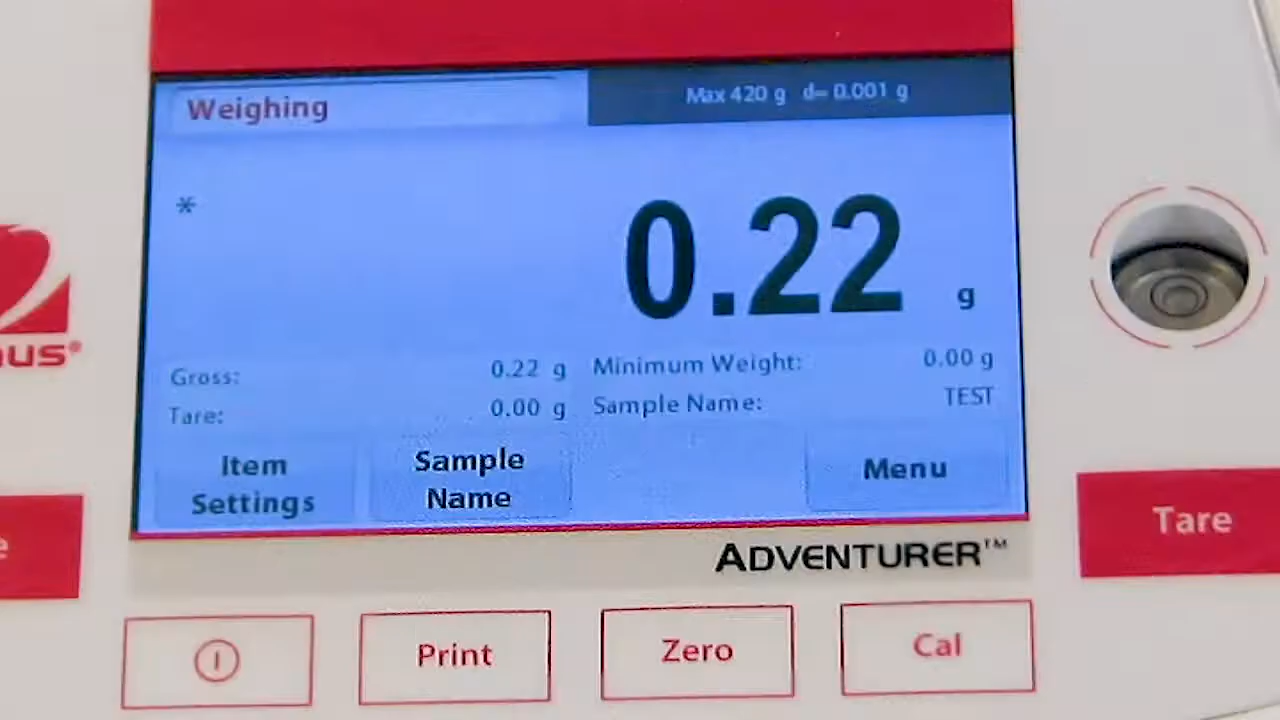 Weighing
Max 420 g d= 0.001 g
*
0.22 g
Gross: 0.22 g
Minimum Weight: 0.00 g
Tare: 0.00 g
Sample Name: TEST
Item
Settings
Sample
Name
Menu
us®
Tare
e
ADVENTURER™
Print
Zero
Cal